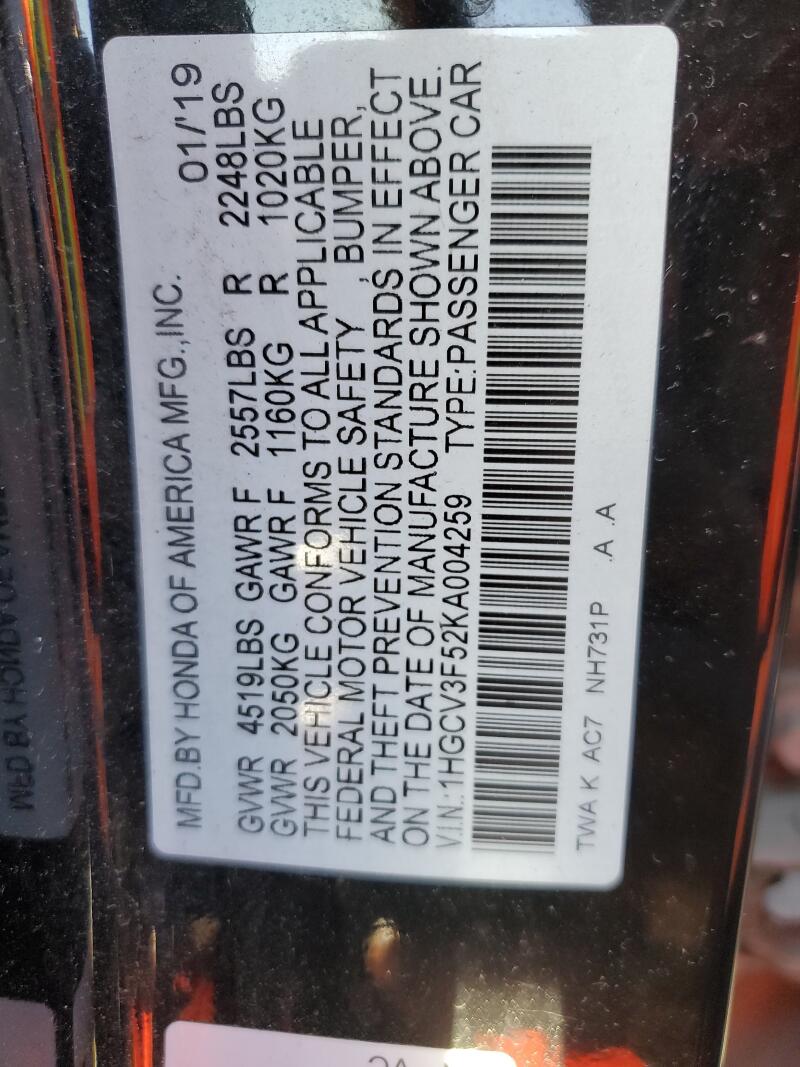 MFD.BY HONDA OF AMERICA MFG.,INC. 01/'19
GVWR 4519LBS GAWR F 2557LBS R 2248LBS
GVWR 2050KG GAWR F 1160KG R 1020KG
THIS VEHICLE CONFORMS TO ALL APPLICABLE
FEDERAL MOTOR VEHICLE SAFETY , BUMPER,
AND THEFT PREVENTION STANDARDS IN EFFECT
ON THE DATE OF MANUFACTURE SHOWN ABOVE.
V.I.N.:1HGCV3F52KA004259 TYPE:PASSENGER CAR
TWA K AC7 NH731P .A .A